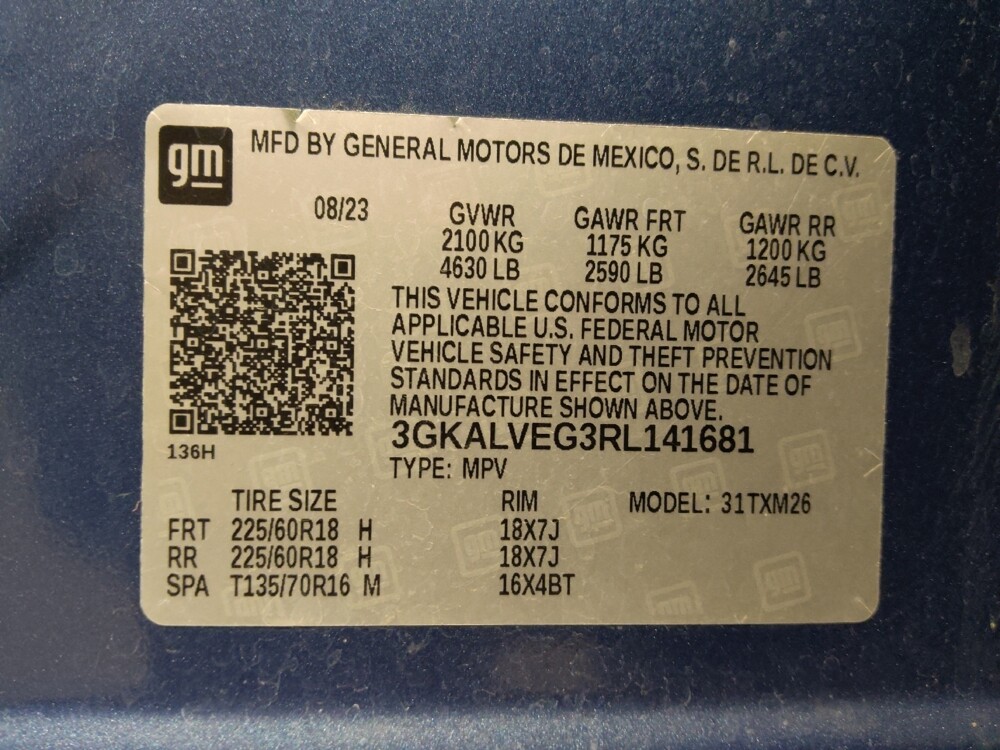 gm MFD BY GENERAL MOTORS DE MEXICO, S. DE R.L. DE C.V.
08/23 GVWR GAWR FRT GAWR RR
2100 KG 1175 KG 1200 KG
4630 LB 2590 LB 2645 LB
THIS VEHICLE CONFORMS TO ALL
APPLICABLE U.S. FEDERAL MOTOR
VEHICLE SAFETY AND THEFT PREVENTION
STANDARDS IN EFFECT ON THE DATE OF
MANUFACTURE SHOWN ABOVE.
3GKALVEG3RL141681
136H
TYPE: MPV
TIRE SIZE RIM MODEL: 31TXM26
FRT 225/60R18 H 18X7J
RR 225/60R18 H 18X7J
SPA T135/70R16 M 16X4BT